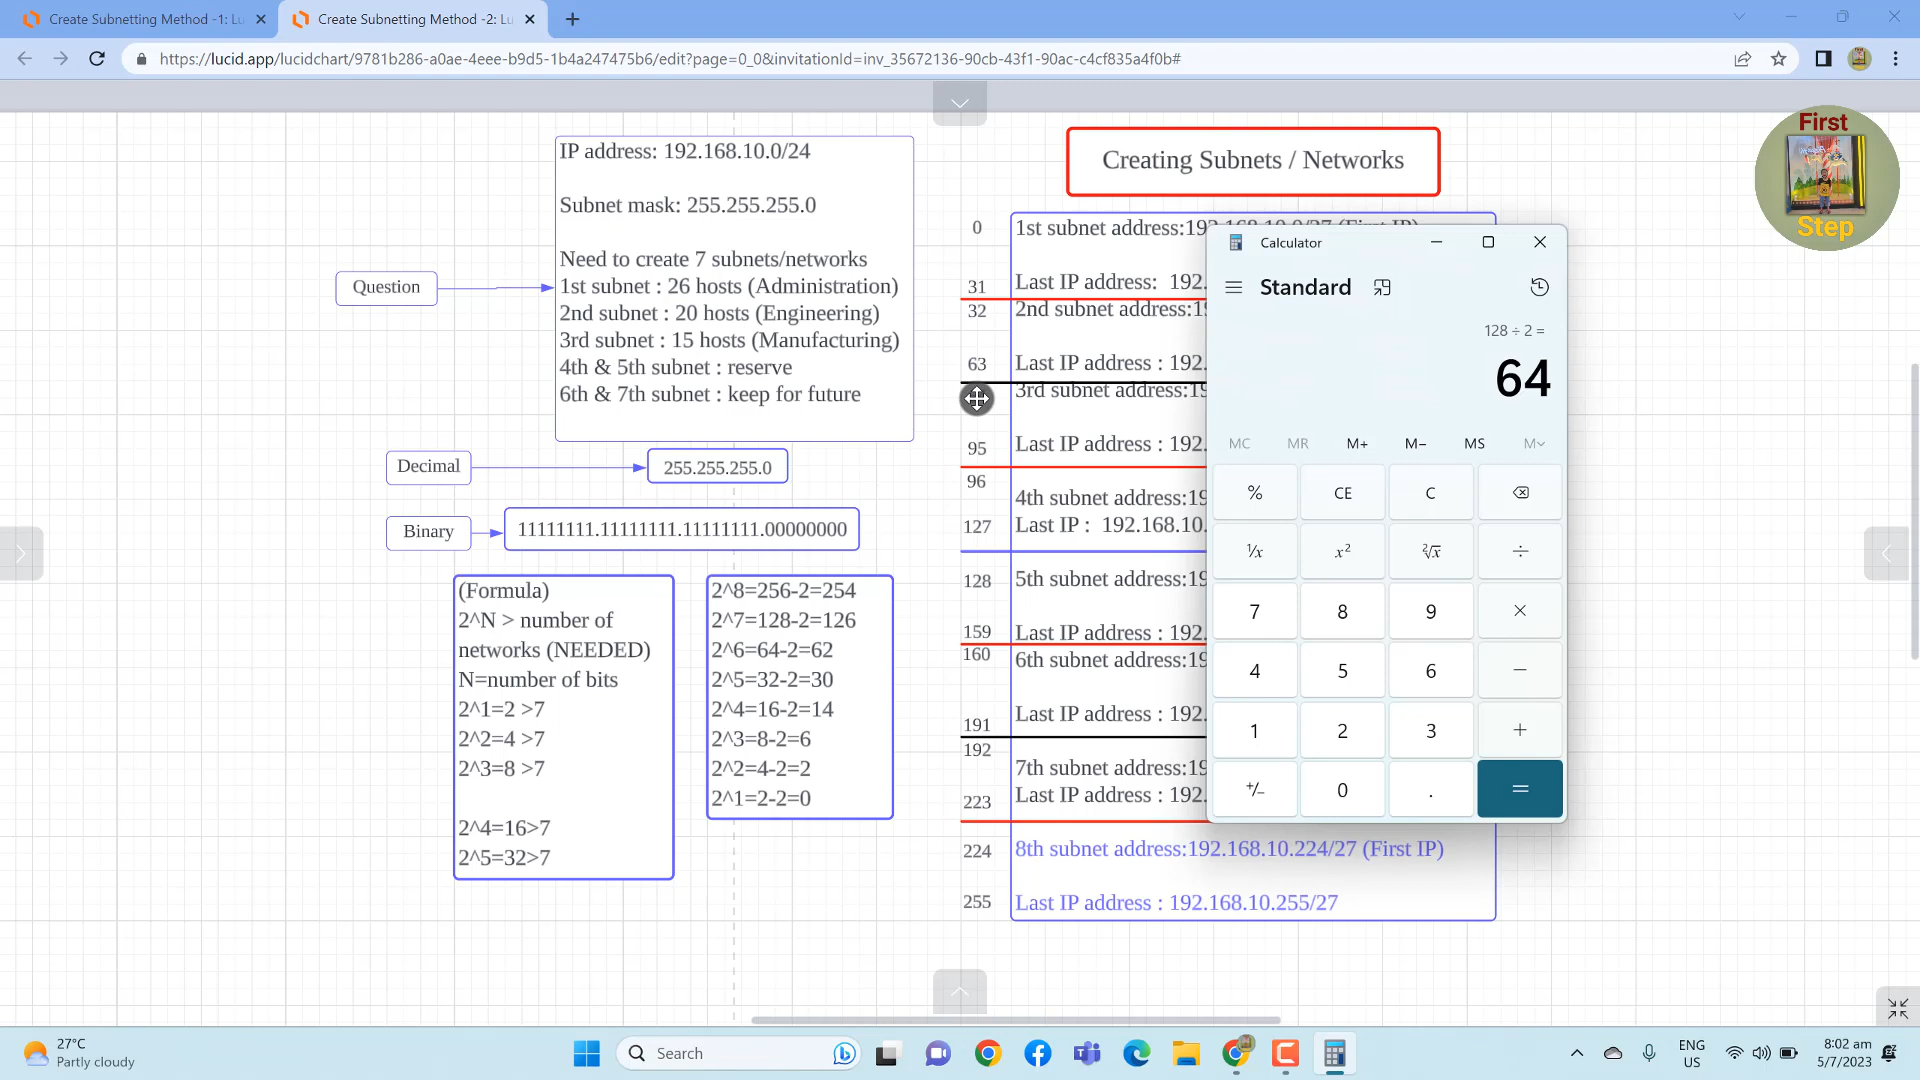 Create Subnetting Method -1: Lu
Create Subnetting Method -2: Lu
https://lucid.app/lucidchart/9781b286-a0ae-4eee-b9d5-1b4a247475b6/edit?page=0_0&invitationId=inv_35672136-90cb-43f1-90ac-c4cf835a4f0b#
First
Step
IP address: 192.168.10.0/24
Subnet mask: 255.255.255.0
Need to create 7 subnets/networks
1st subnet : 26 hosts (Administration)
2nd subnet : 20 hosts (Engineering)
3rd subnet : 15 hosts (Manufacturing)
4th & 5th subnet : reserve
6th & 7th subnet : keep for future
Question
Decimal
255.255.255.0
Binary
11111111.11111111.11111111.00000000
(Formula)
2^N > number of
networks (NEEDED)
N=number of bits
2^1=2 >7
2^2=4 >7
2^3=8 >7
2^4=16>7
2^5=32>7
2^8=256-2=254
2^7=128-2=126
2^6=64-2=62
2^5=32-2=30
2^4=16-2=14
2^3=8-2=6
2^2=4-2=2
2^1=2-2=0
Creating Subnets / Networks
0
1st subnet address:192.168.10.0/27 (First IP)
31
Last IP address: 192.
32
2nd subnet address:19
63
Last IP address : 192.
3rd subnet address:19
95
Last IP address : 192.
96
4th subnet address:19
127
Last IP : 192.168.10.
128
5th subnet address:19
159
Last IP address : 192.
160
6th subnet address:19
191
Last IP address : 192.
192
7th subnet address:19
223
Last IP address : 192.
224
8th subnet address:192.168.10.224/27 (First IP)
255
Last IP address : 192.168.10.255/27
Calculator
Standard
128 ÷ 2 =
64
MC MR M+ M− MS M
% CE C
1/x x² ²√x ÷
7 8 9 ×
4 5 6 −
1 2 3 +
+/− 0 . =
27°C
Partly cloudy
Search
ENG
US
8:02 am
5/7/2023